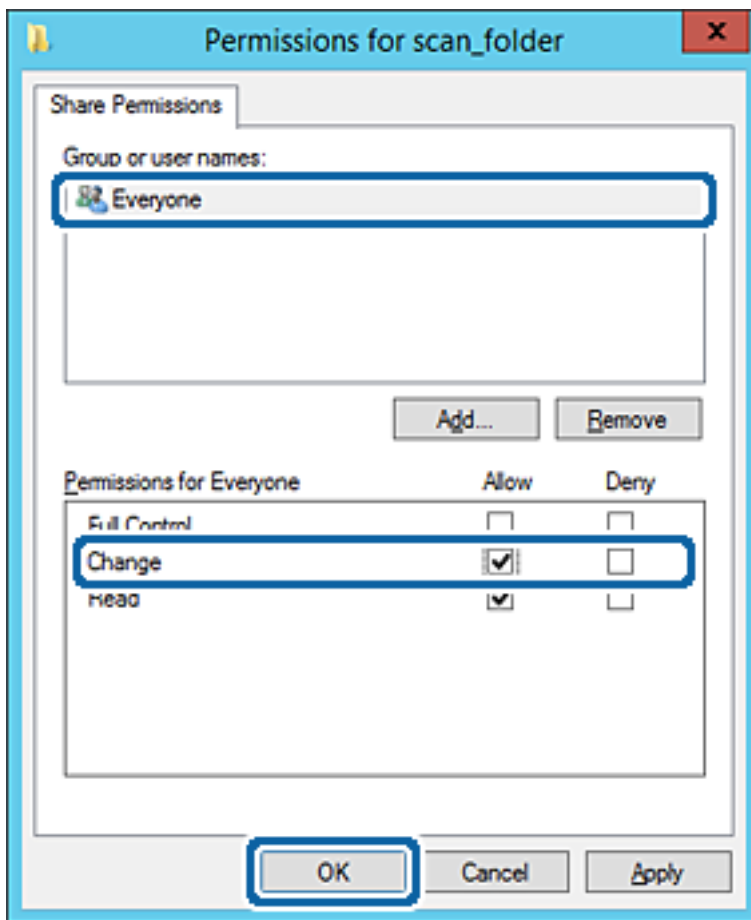 Permissions for scan_folder
x
Share Permissions
Group or user names:
Everyone
Add... Remove
Permissions for Everyone Allow Deny
Full Control
Change
Read
OK Cancel Apply